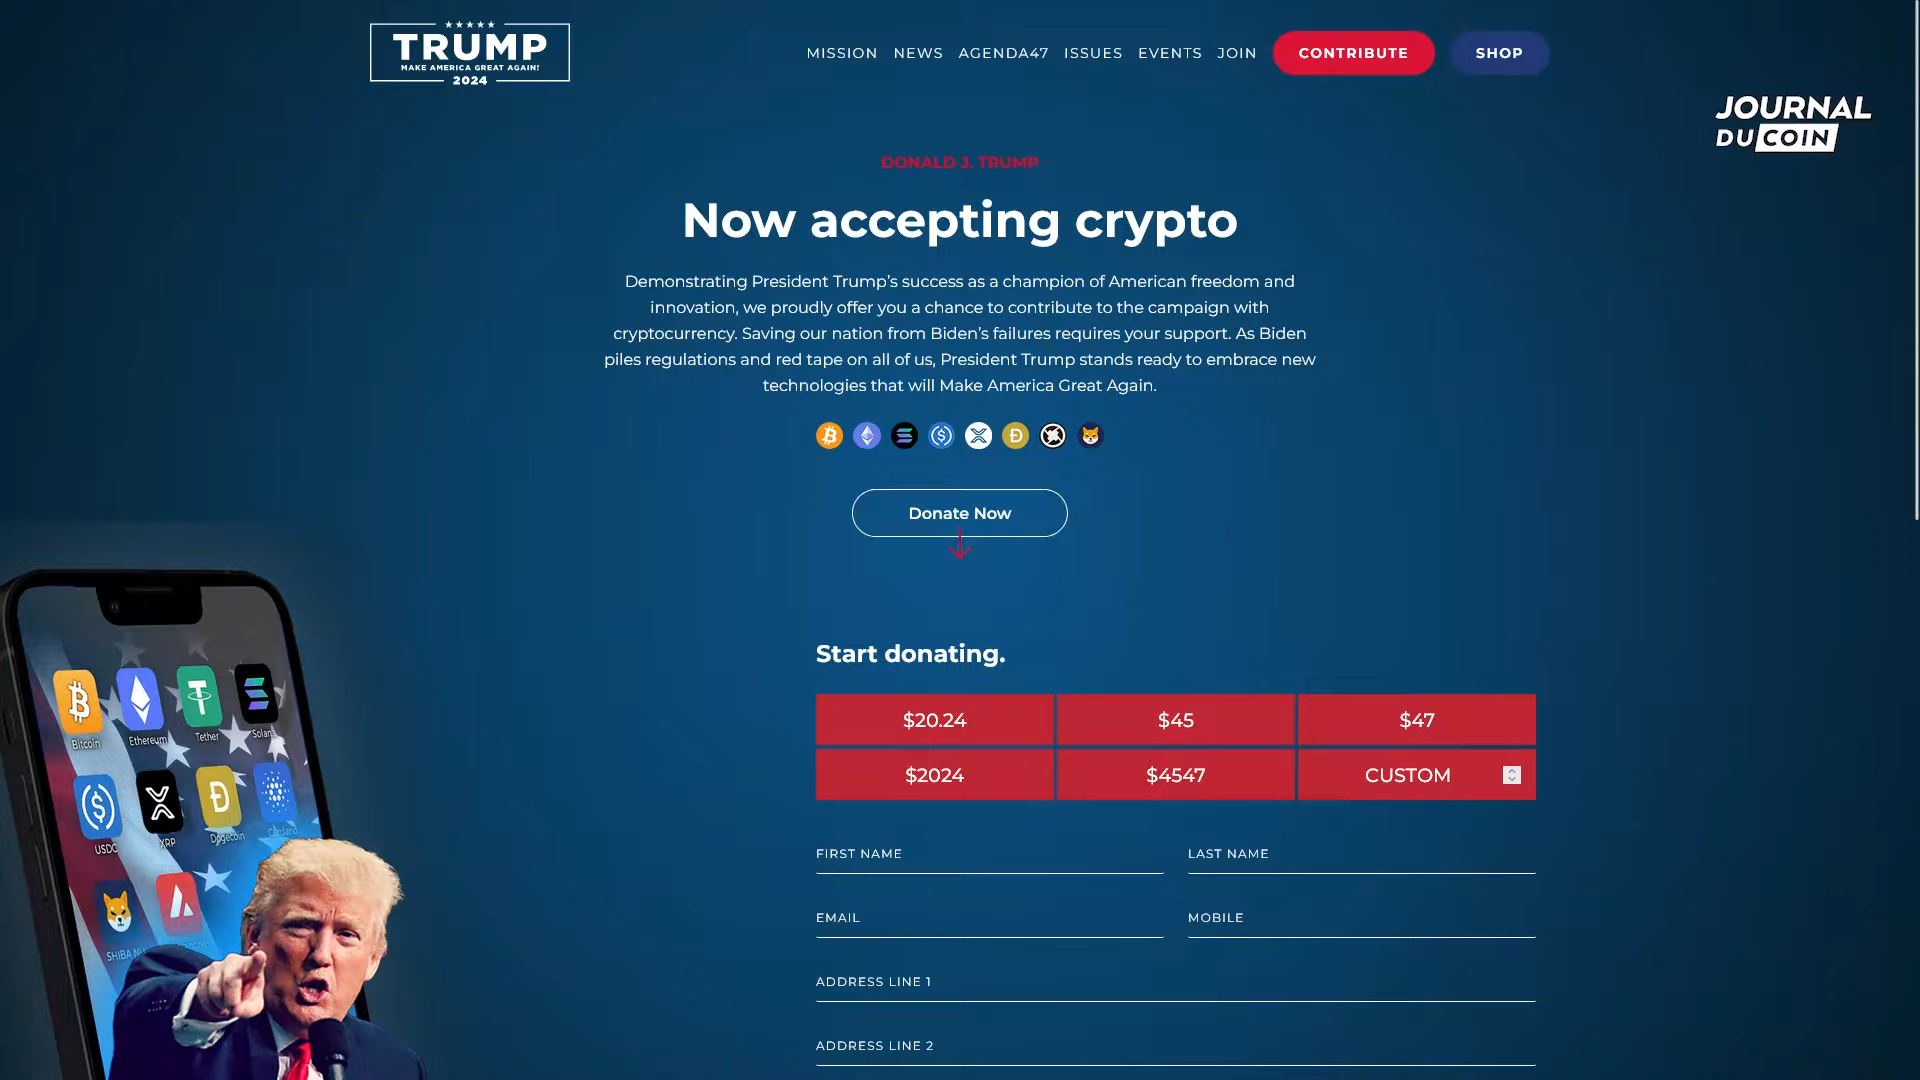 TRUMP
MAKE AMERICA GREAT AGAIN!
2024
MISSION NEWS AGENDA47 ISSUES EVENTS JOIN CONTRIBUTE SHOP
JOURNAL
DU COIN
DONALD J. TRUMP
Now accepting crypto
Demonstrating President Trump’s success as a champion of American freedom and
innovation, we proudly offer you a chance to contribute to the campaign with
cryptocurrency. Saving our nation from Biden’s failures requires your support. As Biden
piles regulations and red tape on all of us, President Trump stands ready to embrace new
technologies that will Make America Great Again.
Donate Now
Start donating.
$20.24 $45 $47
$2024 $4547 CUSTOM
FIRST NAME LAST NAME
EMAIL MOBILE
ADDRESS LINE 1
ADDRESS LINE 2
Bitcoin Ethereum Tether Solana
USDC XRP Dogecoin Cardano
SHIBA